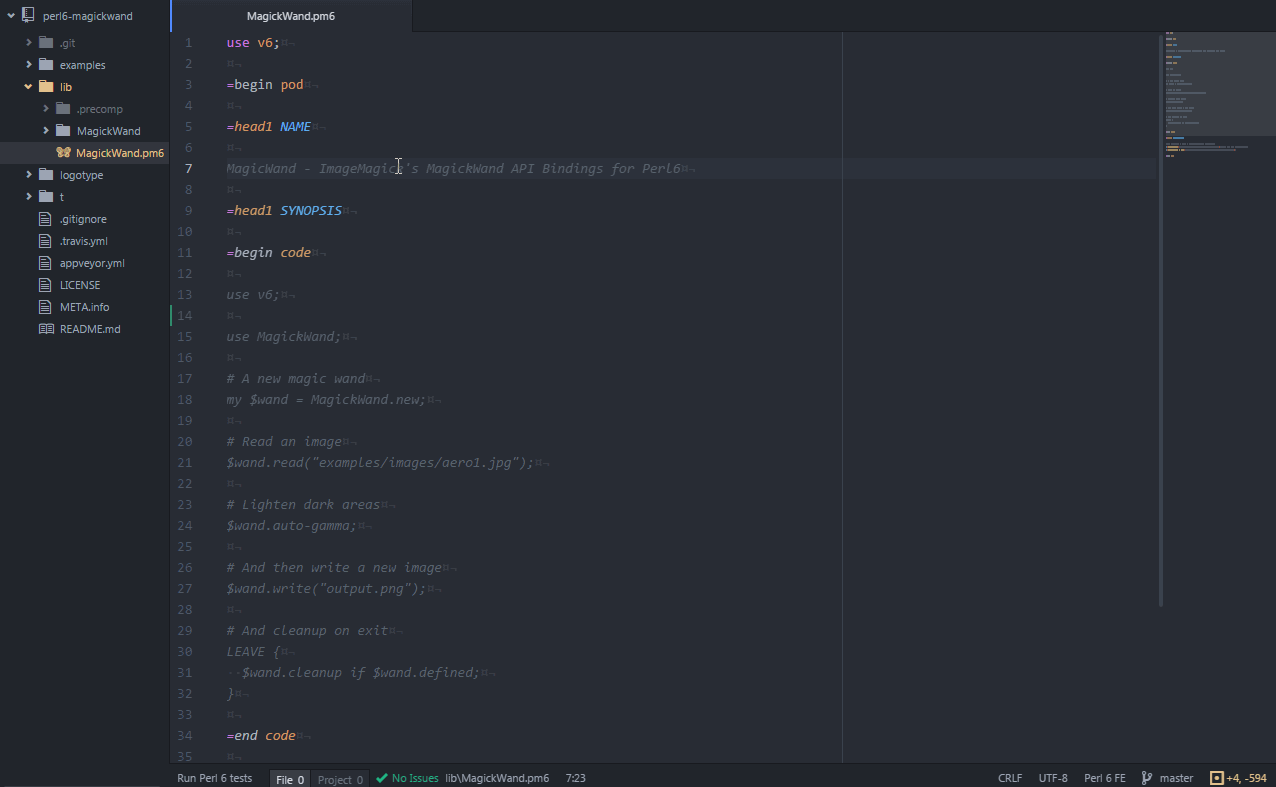 perl6-magickwand
.git
examples
lib
.precomp
MagickWand
MagickWand.pm6
logotype
t
.gitignore
.travis.yml
appveyor.yml
LICENSE
META.info
README.md
MagickWand.pm6
1 use v6;¤¬
2 ¤¬
3 =begin pod¤¬
4 ¤¬
5 =head1 NAME¤¬
6 ¤¬
7 MagicWand - ImageMagick's MagickWand API Bindings for Perl6¤¬
8 ¤¬
9 =head1 SYNOPSIS¤¬
10 ¤¬
11 =begin code¤¬
12 ¤¬
13 use v6;¤¬
14 ¤¬
15 use MagickWand;¤¬
16 ¤¬
17 # A new magic wand¤¬
18 my $wand = MagickWand.new;¤¬
19 ¤¬
20 # Read an image¤¬
21 $wand.read("examples/images/aero1.jpg");¤¬
22 ¤¬
23 # Lighten dark areas¤¬
24 $wand.auto-gamma;¤¬
25 ¤¬
26 # And then write a new image¤¬
27 $wand.write("output.png");¤¬
28 ¤¬
29 # And cleanup on exit¤¬
30 LEAVE {¤¬
31 ··$wand.cleanup if $wand.defined;¤¬
32 }¤¬
33 ¤¬
34 =end code¤¬
35 ¤¬
Run Perl 6 tests File 0 Project 0 No Issues lib\MagickWand.pm6 7:23 CRLF UTF-8 Perl 6 FE master +4, -594